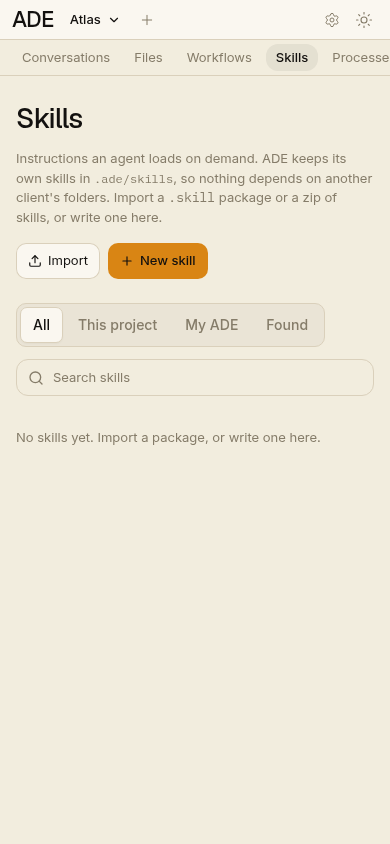 ADE Atlas
Conversations Files Workflows Skills Processe
Skills
Instructions an agent loads on demand. ADE keeps its
own skills in .ade/skills, so nothing depends on another
client's folders. Import a .skill package or a zip of
skills, or write one here.
Import New skill
All This project My ADE Found
Search skills
No skills yet. Import a package, or write one here.